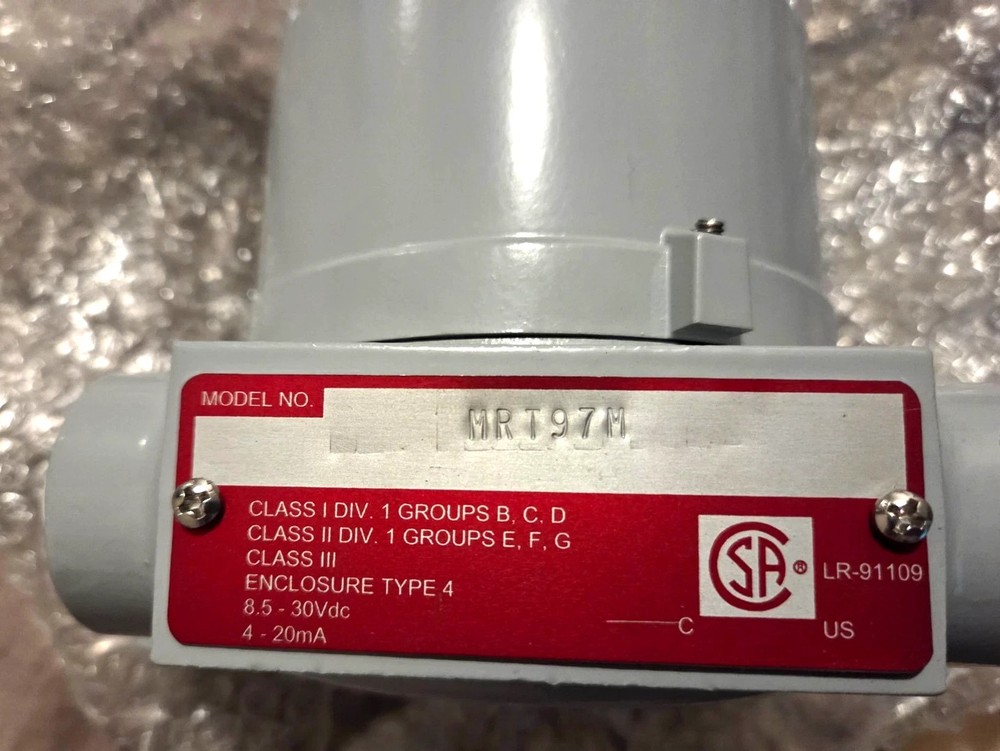 MODEL NO.
MRT97M
CLASS I DIV. 1 GROUPS B, C, D
CLASS II DIV. 1 GROUPS E, F, G
CLASS III
ENCLOSURE TYPE 4
8.5 - 30Vdc
4 - 20mA
CSA ®
LR-91109
C
US